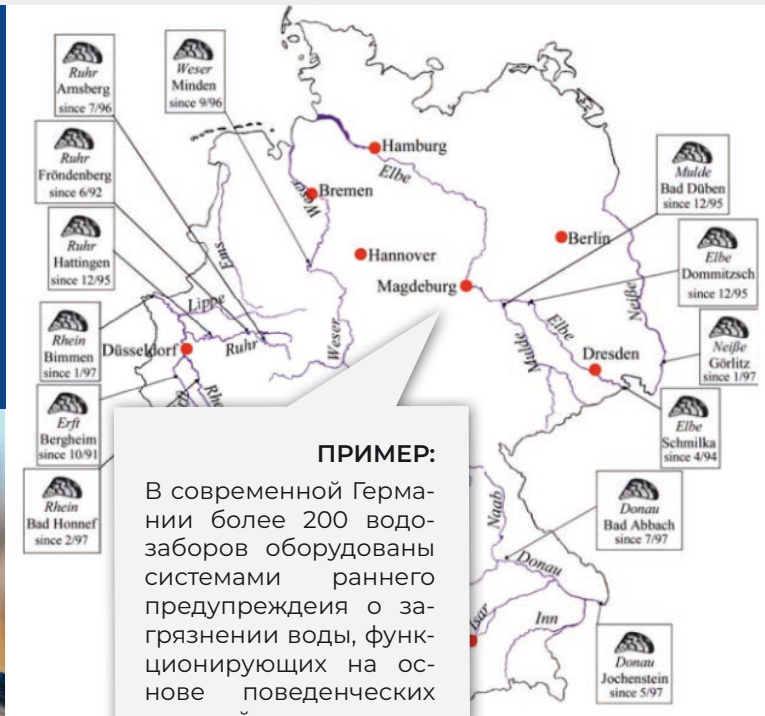 Ruhr
Arnsberg
since 7/96
Weser
Minden
since 9/96
Ruhr
Fröndenberg
since 6/92
Ruhr
Hattingen
since 12/95
Rhein
Bimmen
since 1/97
Erft
Bergheim
since 10/91
Rhein
Bad Honnef
since 2/97
Hamburg
Elbe
Bremen
Weser
Hannover
Magdeburg
Berlin
Ems
Lippe
Düsseldorf
Ruhr
Weser
Elbe
Mulde
Dresden
Neiße
Mulde
Bad Düben
since 12/95
Elbe
Dommitzsch
since 12/95
Neiße
Görlitz
since 1/97
Elbe
Schmilka
since 4/94
Naab
Donau
Isar
Inn
Donau
Bad Abbach
since 7/97
Donau
Jochenstein
since 5/97
ПРИМЕР:
В современной Герма-
нии более 200 водо-
заборов оборудованы
системами раннего
предупреждеия о за-
грязнении воды, функ-
ционирующих на ос-
нове поведенческих